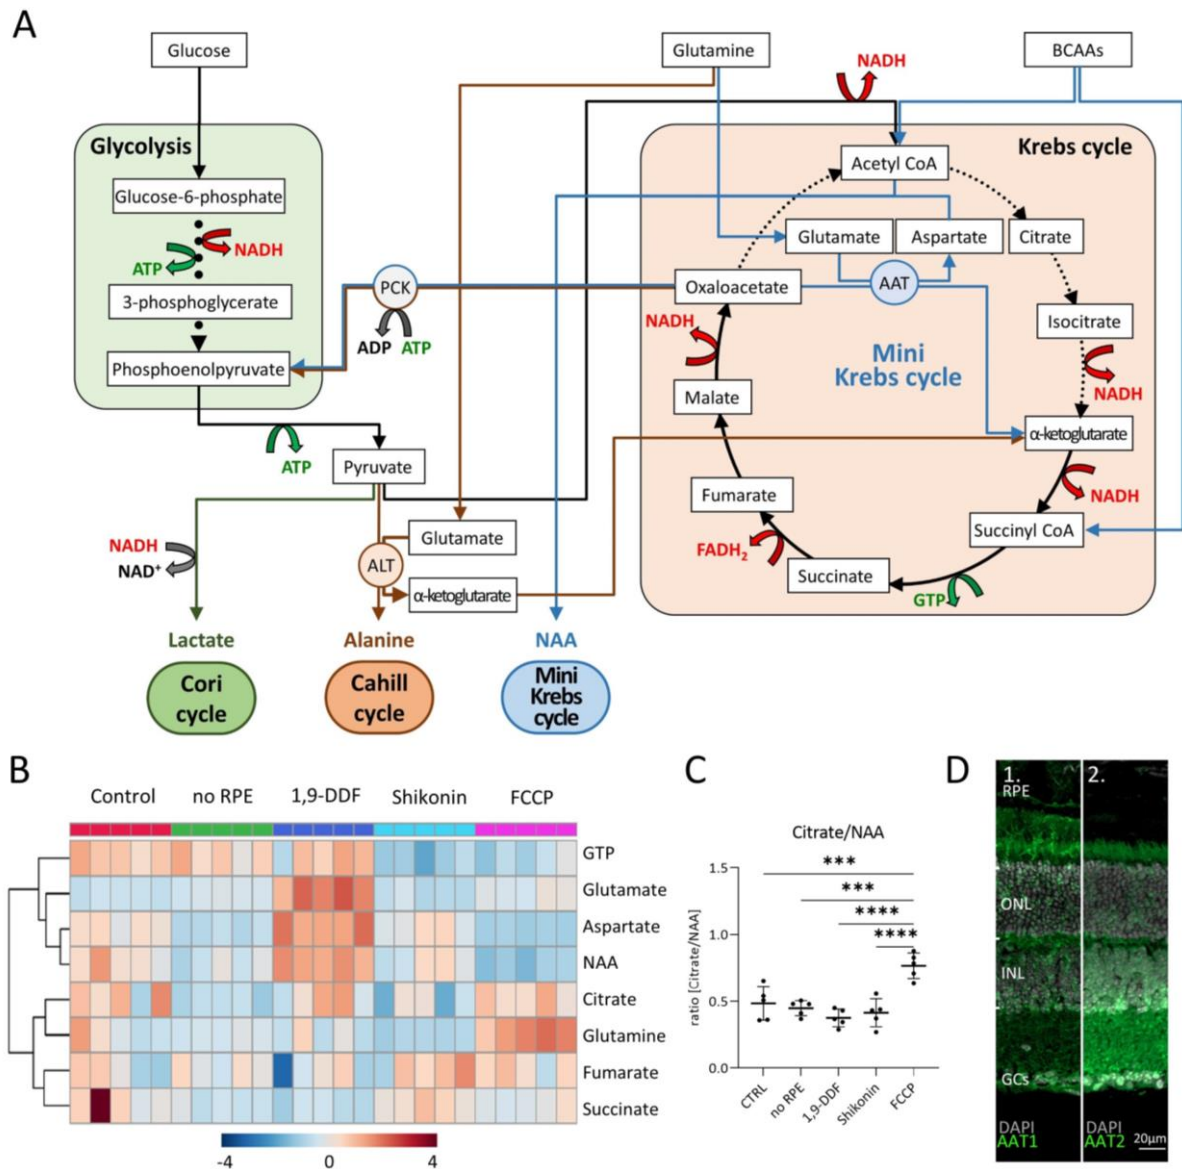 A
Glucose
Glutamine
BCAAs
NADH
Glycolysis
Krebs cycle
Acetyl CoA
Glucose-6-phosphate
NADH
ATP
Glutamate
Aspartate
Citrate
3-phosphoglycerate
PCK
Oxaloacetate
AAT
ADP
ATP
NADH
Isocitrate
Phosphoenolpyruvate
Mini
Krebs cycle
NADH
Malate
α-ketoglutarate
ATP
Pyruvate
NADH
Fumarate
Succinyl CoA
NADH
NAD⁺
Glutamate
FADH₂
ALT
Succinate
α-ketoglutarate
GTP
Lactate
Alanine
NAA
Cori
cycle
Cahill
cycle
Mini
Krebs
cycle
B
Control
no RPE
1,9-DDF
Shikonin
FCCP
GTP
Glutamate
Aspartate
NAA
Citrate
Glutamine
Fumarate
Succinate
-4
0
4
C
Citrate/NAA
ratio [Citrate/NAA]
1.5
1.0
0.5
0.0
***
***
****
****
CTRL
no RPE
1,9-DDF
Shikonin
FCCP
D
1.
2.
RPE
ONL
INL
GCs
DAPI
AAT1
DAPI
AAT2
20µm